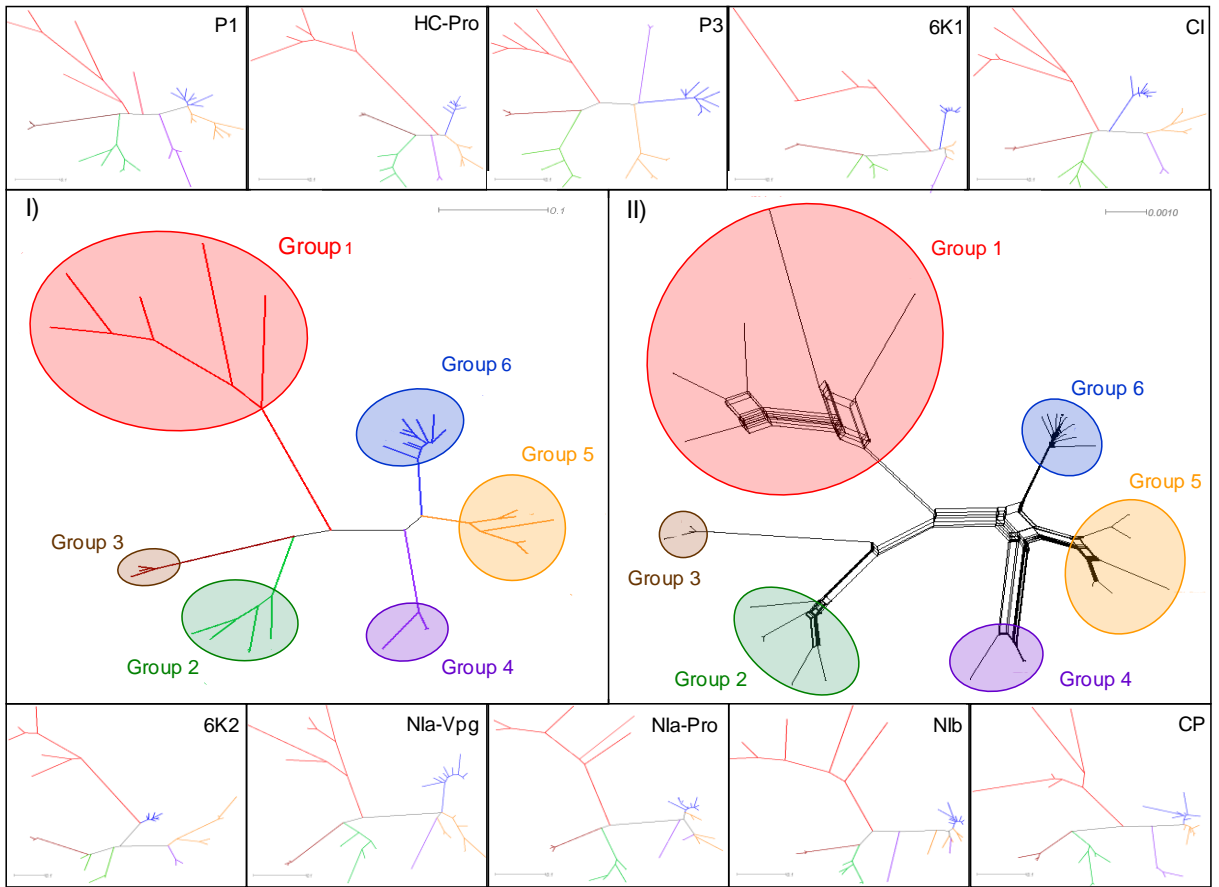 P1
HC-Pro
P3
6K1
CI
I)
0.1
Group 1
Group 6
Group 5
Group 3
Group 2
Group 4
II)
0.0010
Group 1
Group 6
Group 5
Group 3
Group 2
Group 4
6K2
NIa-Vpg
NIa-Pro
NIb
CP